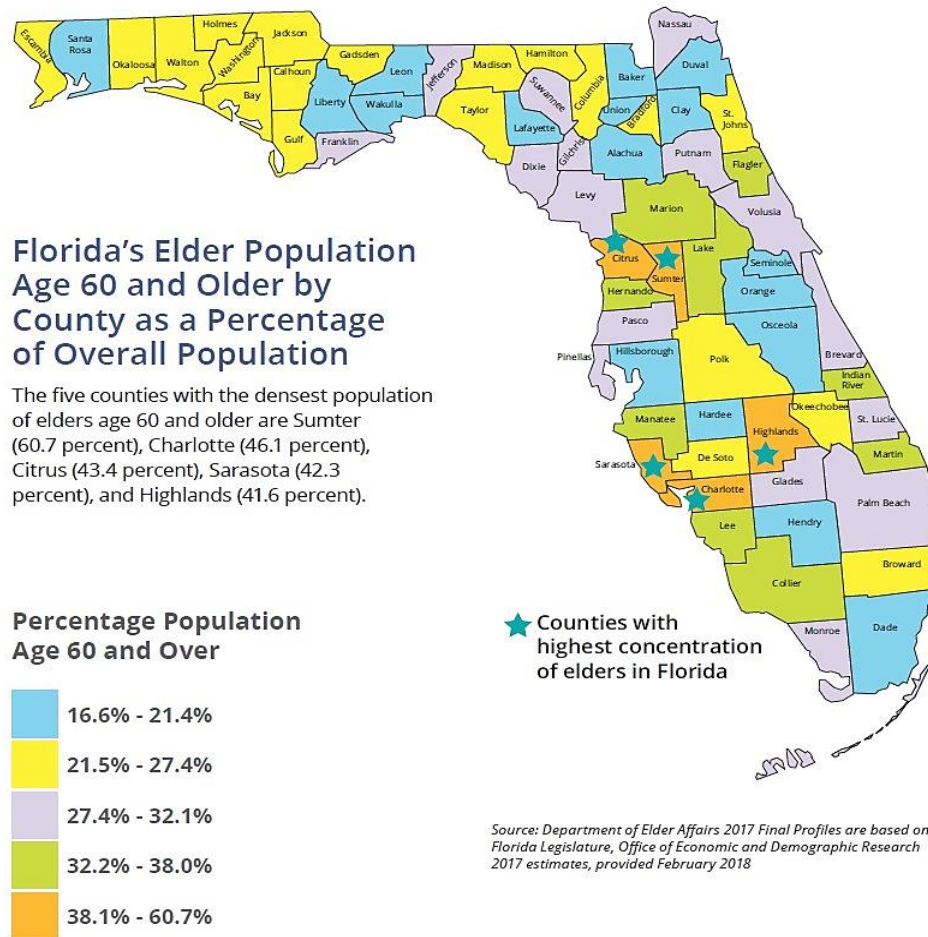 Escambia
Santa
Rosa
Okaloosa
Walton
Holmes
Washington
Jackson
Bay
Calhoun
Gulf
Gadsden
Liberty
Franklin
Leon
Wakulla
Jefferson
Madison
Taylor
Hamilton
Suwannee
Lafayette
Dixie
Columbia
Gilchrist
Levy
Baker
Union
Bradford
Alachua
Nassau
Duval
Clay
St.
Johns
Putnam
Flagler
Marion
Volusia
Citrus
Sumter
Lake
Seminole
Hernando
Orange
Pasco
Osceola
Pinellas
Hillsborough
Polk
Brevard
Indian
River
Manatee
Hardee
Highlands
Okeechobee
St. Lucie
Sarasota
De Soto
Martin
Charlotte
Glades
Palm Beach
Lee
Hendry
Collier
Broward
Monroe
Dade
Florida's Elder Population
Age 60 and Older by
County as a Percentage
of Overall Population
The five counties with the densest population
of elders age 60 and older are Sumter
(60.7 percent), Charlotte (46.1 percent),
Citrus (43.4 percent), Sarasota (42.3
percent), and Highlands (41.6 percent).
Percentage Population
Age 60 and Over
16.6% - 21.4%
21.5% - 27.4%
27.4% - 32.1%
32.2% - 38.0%
38.1% - 60.7%
Counties with
highest concentration
of elders in Florida
Source: Department of Elder Affairs 2017 Final Profiles are based on
Florida Legislature, Office of Economic and Demographic Research
2017 estimates, provided February 2018